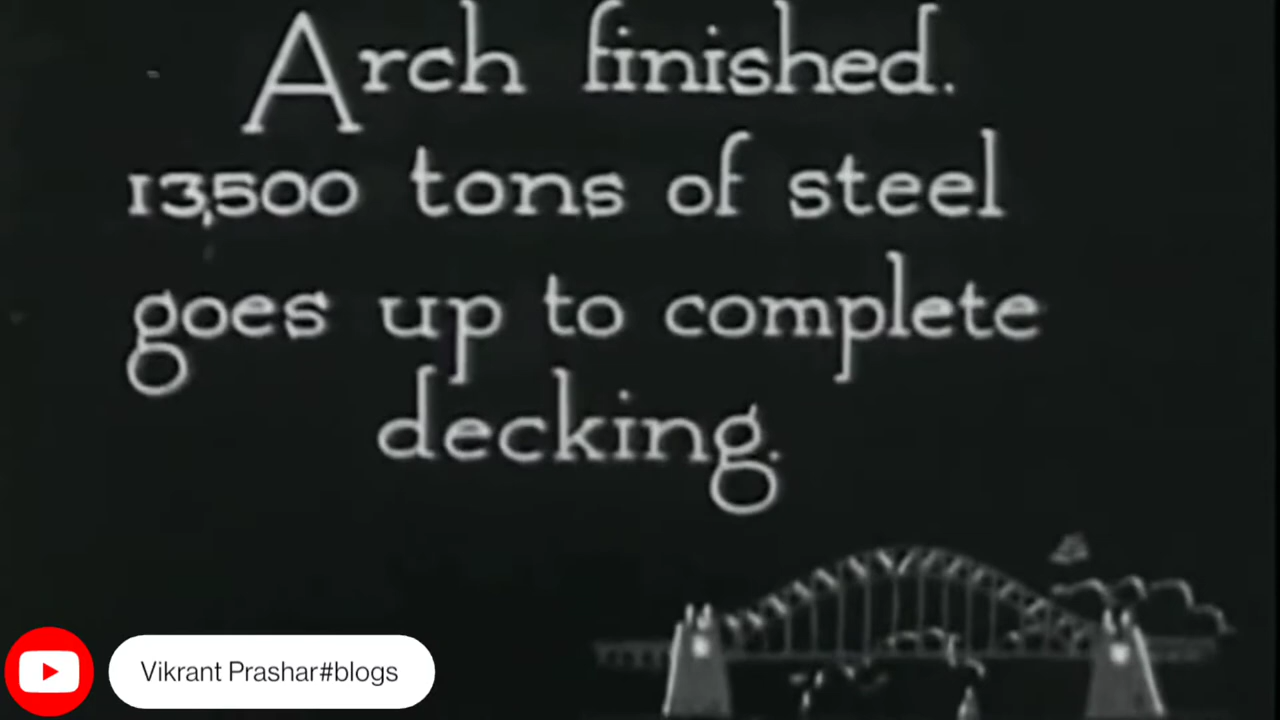 Arch finished.
13,500 tons of steel
goes up to complete
decking.
Vikrant Prashar#blogs